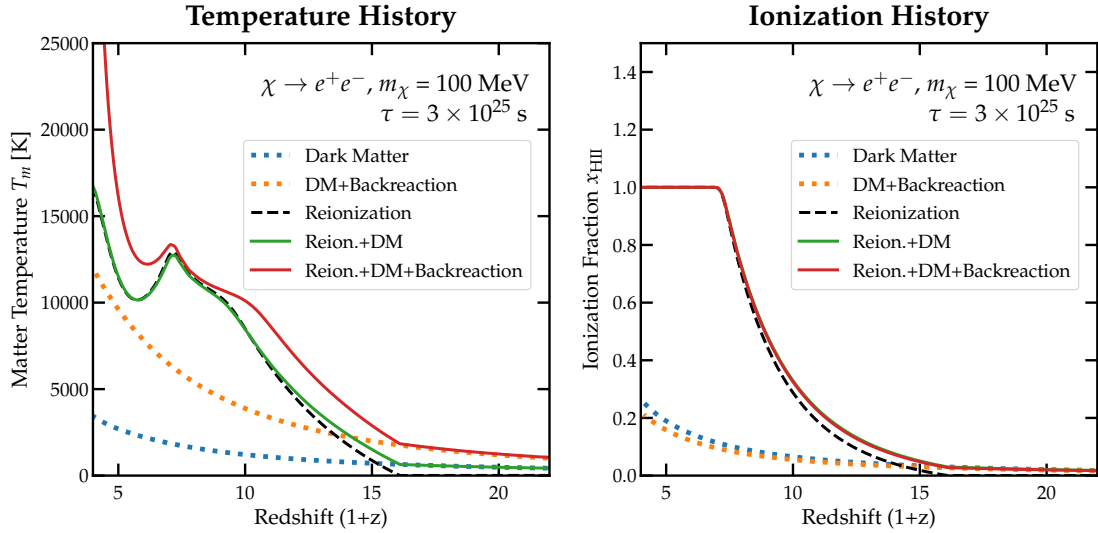 Temperature History
25000
20000
15000
10000
5000
0
Matter Temperature Tₘ [K]
χ → e⁺e⁻, mᵪ = 100 MeV
τ = 3 × 10²⁵ s
Dark Matter
DM+Backreaction
Reionization
Reion.+DM
Reion.+DM+Backreaction
5 10 15 20
Redshift (1+z)
Ionization History
1.4
1.2
1.0
0.8
0.6
0.4
0.2
0.0
Ionization Fraction x_HII
χ → e⁺e⁻, mᵪ = 100 MeV
τ = 3 × 10²⁵ s
Dark Matter
DM+Backreaction
Reionization
Reion.+DM
Reion.+DM+Backreaction
5 10 15 20
Redshift (1+z)